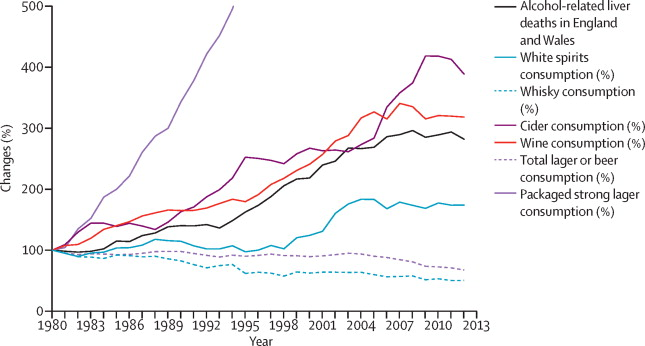 500
400
300
200
100
0
Changes (%)
1980
1983
1986
1989
1992
1995
1998
2001
2004
2007
2010
2013
Year
Alcohol-related liver
deaths in England
and Wales
White spirits
consumption (%)
Whisky consumption
(%)
Cider consumption (%)
Wine consumption (%)
Total lager or beer
consumption (%)
Packaged strong lager
consumption (%)